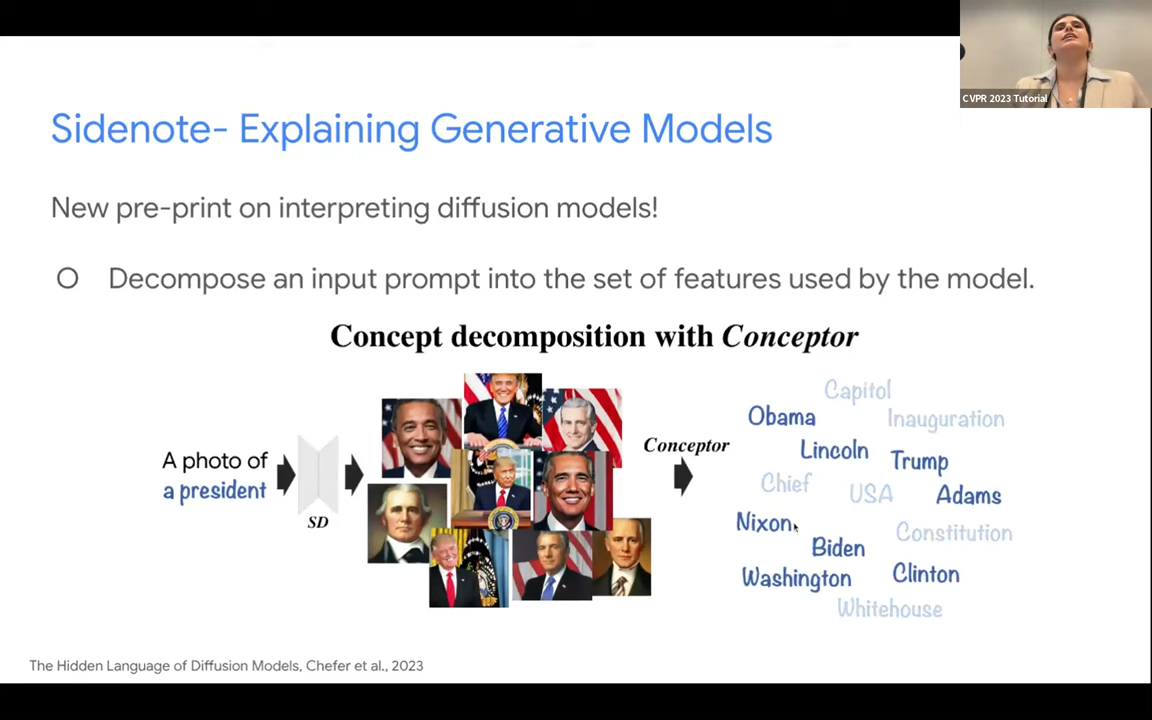 CVPR 2023 Tutorial
Sidenote- Explaining Generative Models
New pre-print on interpreting diffusion models!
Decompose an input prompt into the set of features used by the model.
Concept decomposition with Conceptor
A photo of
a president
SD
Conceptor
Capitol
Obama
Inauguration
Lincoln
Trump
Chief
USA
Adams
Nixon
Constitution
Biden
Washington
Clinton
Whitehouse
The Hidden Language of Diffusion Models, Chefer et al., 2023